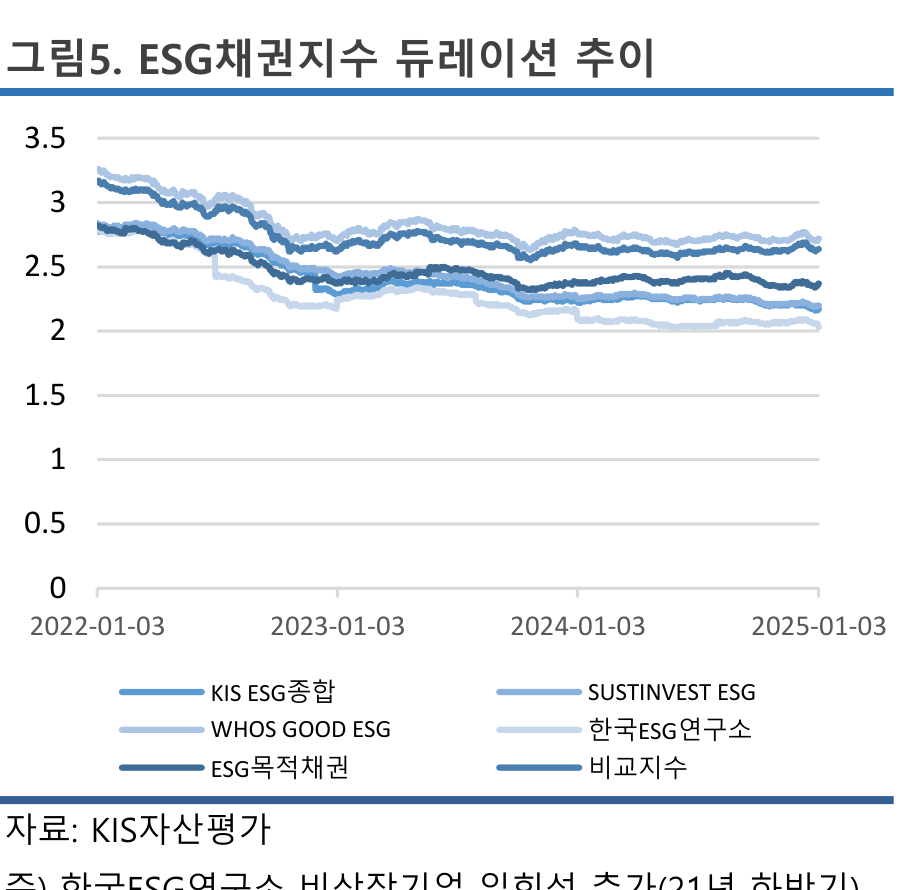 그림5. ESG채권지수 듀레이션 추이
3.5
3
2.5
2
1.5
1
0.5
0
2022-01-03 2023-01-03 2024-01-03 2025-01-03
KIS ESG종합 SUSTINVEST ESG
WHOS GOOD ESG 한국ESG연구소
ESG목적채권 비교지수
자료: KIS자산평가
주) 한국ESG연구소 비상장기업 일회성 추가(21년 하반기)